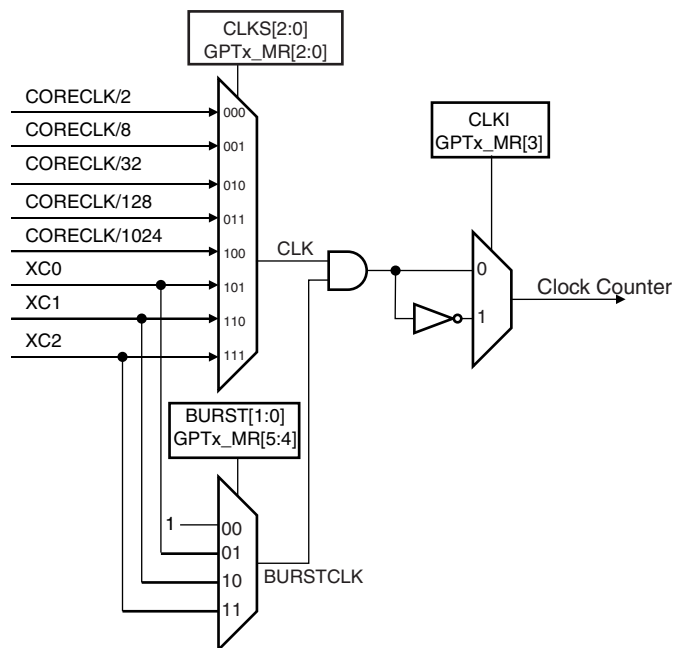 CLKS[2:0]
GPTx_MR[2:0]
CORECLK/2
000
CORECLK/8
001
CORECLK/32
010
CORECLK/128
011
CORECLK/1024
100
XC0
101
XC1
110
XC2
111
CLK
CLKI
GPTx_MR[3]
0
1
Clock Counter
BURST[1:0]
GPTx_MR[5:4]
1
00
01
10
11
BURSTCLK